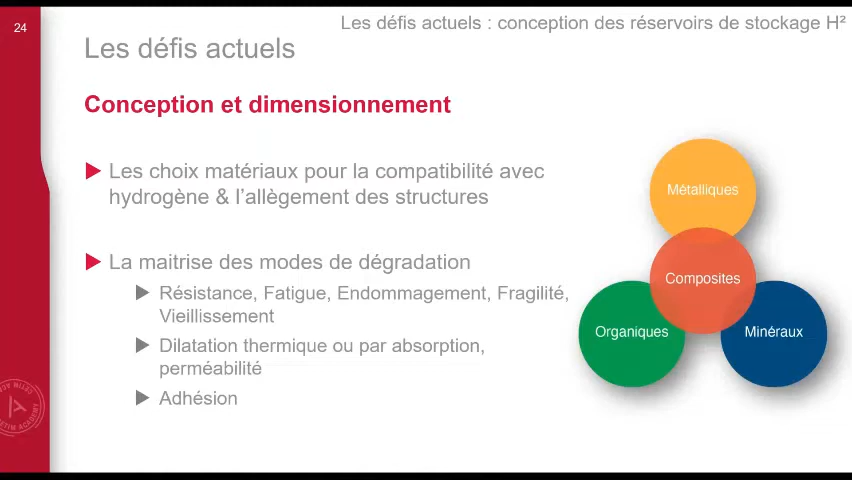 24
Les défis actuels : conception des réservoirs de stockage H²
Les défis actuels
Conception et dimensionnement
Les choix matériaux pour la compatibilité avec
hydrogène & l'allègement des structures
La maitrise des modes de dégradation
Résistance, Fatigue, Endommagement, Fragilité,
Vieillissement
Dilatation thermique ou par absorption,
perméabilité
Adhésion
Métalliques
Composites
Organiques
Minéraux